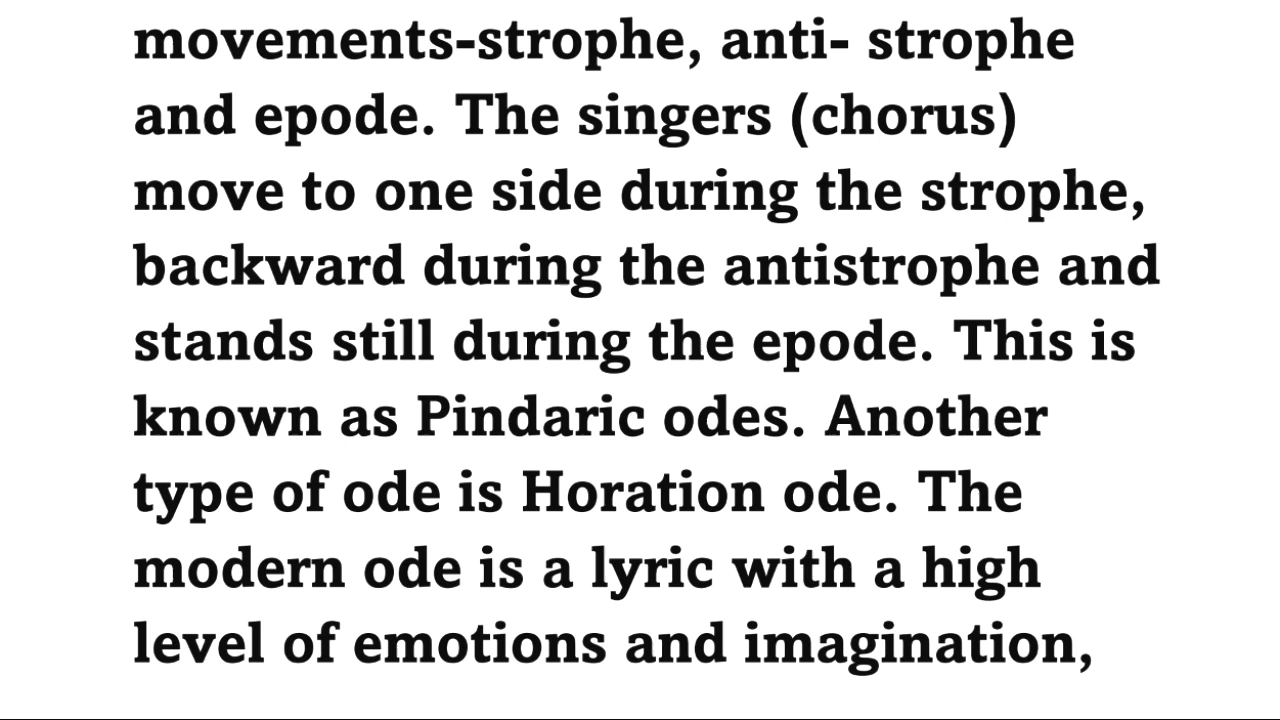 movements-strophe, anti- strophe
and epode. The singers (chorus)
move to one side during the strophe,
backward during the antistrophe and
stands still during the epode. This is
known as Pindaric odes. Another
type of ode is Horation ode. The
modern ode is a lyric with a high
level of emotions and imagination,